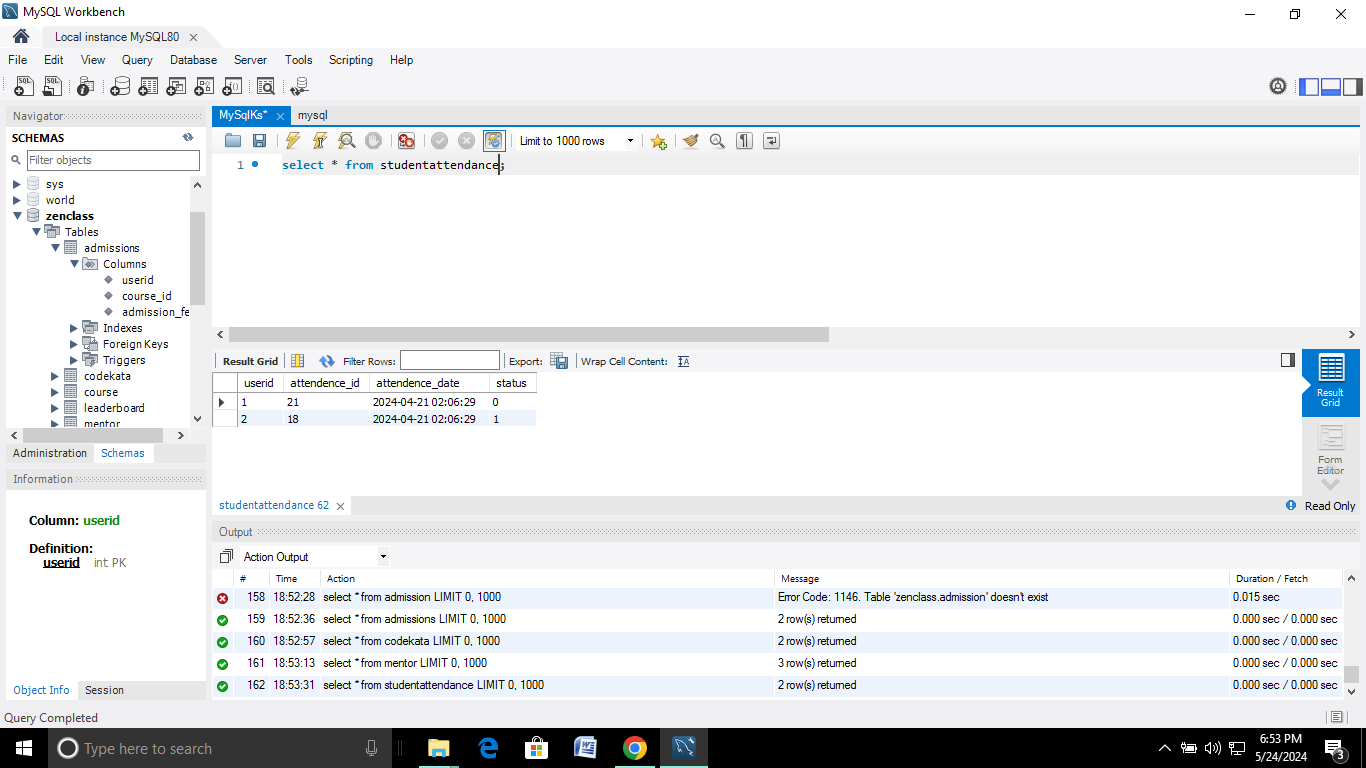 MySQL Workbench
Local instance MySQL80
File Edit View Query Database Server Tools Scripting Help
Navigator
SCHEMAS
Filter objects
sys
world
zenclass
Tables
admissions
Columns
userid
course_id
admission_fe
Indexes
Foreign Keys
Triggers
codekata
course
leaderboard
mentor
Administration Schemas
Information
Column: userid
Definition:
userid int PK
Object Info Session
MySqlKs* mysql
Limit to 1000 rows
1 select * from studentattendance;
Result Grid Filter Rows: Export: Wrap Cell Content:
userid attendence_id attendence_date status
1 21 2024-04-21 02:06:29 0
2 18 2024-04-21 02:06:29 1
Result
Grid
Form
Editor
studentattendance 62 Read Only
Output
Action Output
# Time Action Message Duration / Fetch
158 18:52:28 select * from admission LIMIT 0, 1000 Error Code: 1146. Table 'zenclass.admission' doesn't exist 0.015 sec
159 18:52:36 select * from admissions LIMIT 0, 1000 2 row(s) returned 0.000 sec / 0.000 sec
160 18:52:57 select * from codekata LIMIT 0, 1000 2 row(s) returned 0.000 sec / 0.000 sec
161 18:53:13 select * from mentor LIMIT 0, 1000 3 row(s) returned 0.000 sec / 0.000 sec
162 18:53:31 select * from studentattendance LIMIT 0, 1000 2 row(s) returned 0.000 sec / 0.000 sec
Query Completed
Type here to search
6:53 PM
5/24/2024
3